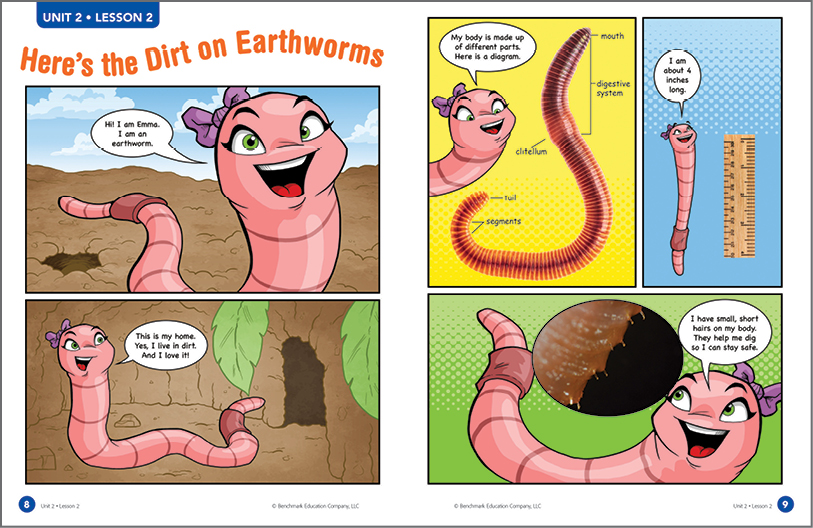 UNIT 2 • LESSON 2
Here's the Dirt on Earthworms
Hi! I am Emma.
I am an
earthworm.
This is my home.
Yes, I live in dirt.
And I love it!
8
Unit 2 • Lesson 2
© Benchmark Education Company, LLC
My body is made up
of different parts.
Here is a diagram.
mouth
digestive
system
clitellum
tail
segments
I am
about 4
inches
long.
I have small, short
hairs on my body.
They help me dig
so I can stay safe.
© Benchmark Education Company, LLC
Unit 2 • Lesson 2
9